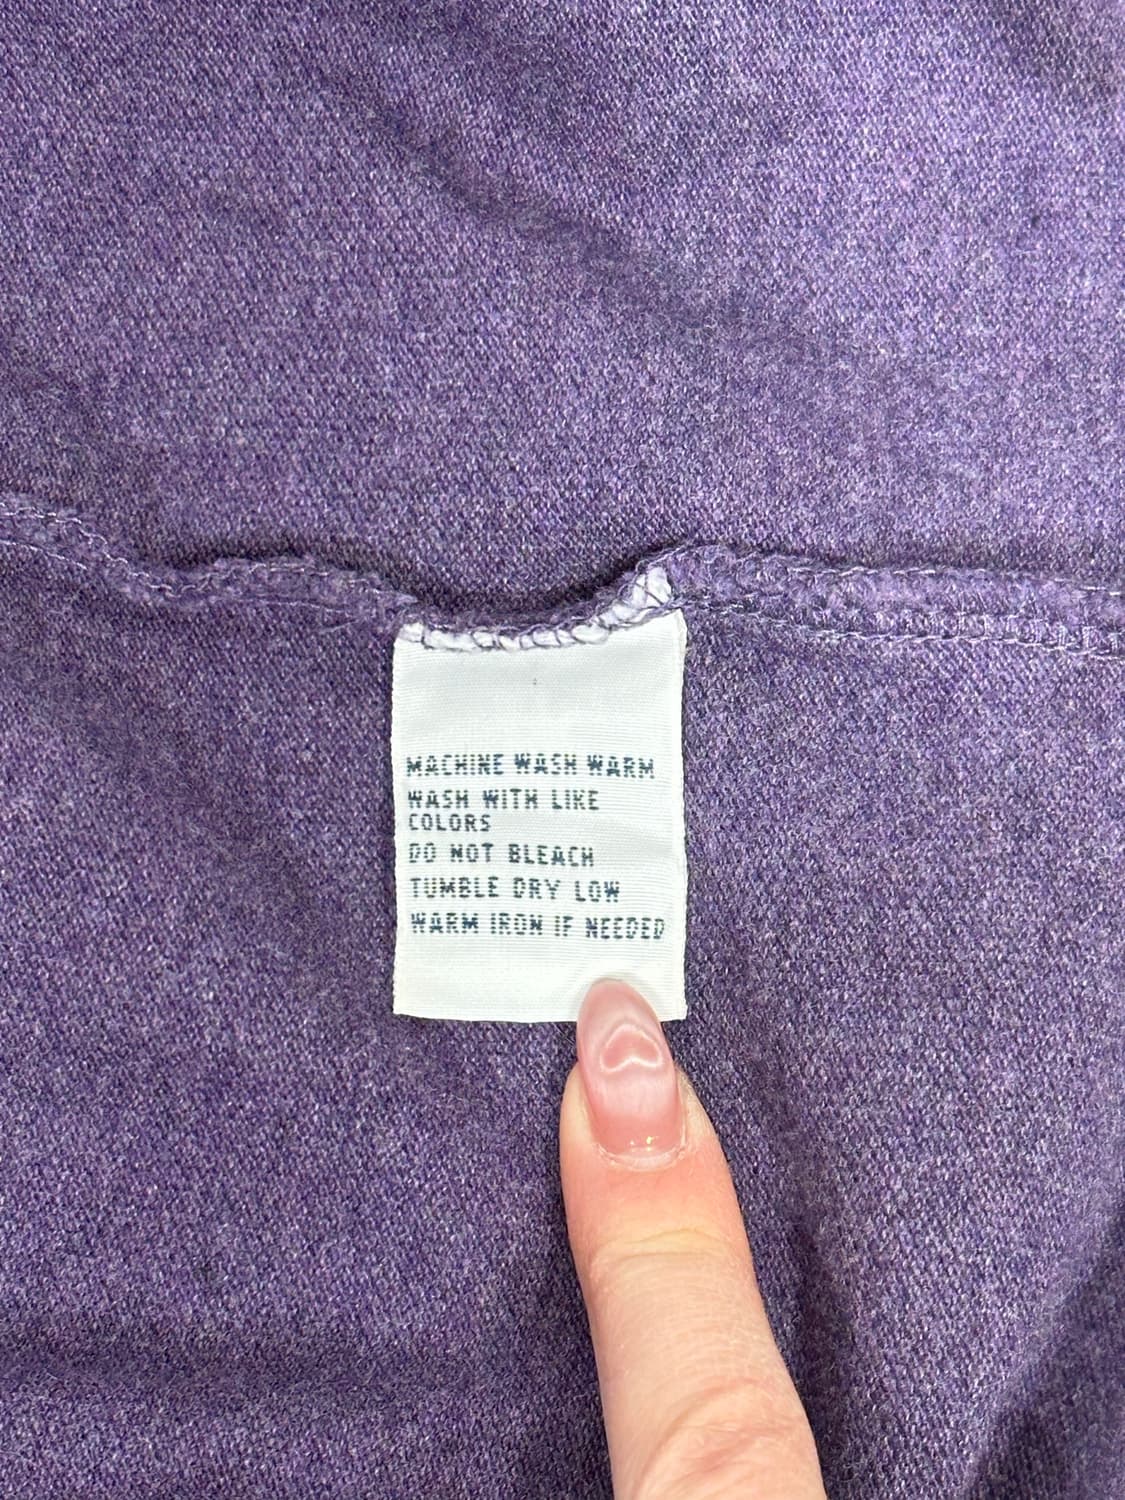 MACHINE WASH WARM
WASH WITH LIKE
COLORS
DO NOT BLEACH
TUMBLE DRY LOW
WARM IRON IF NEEDED